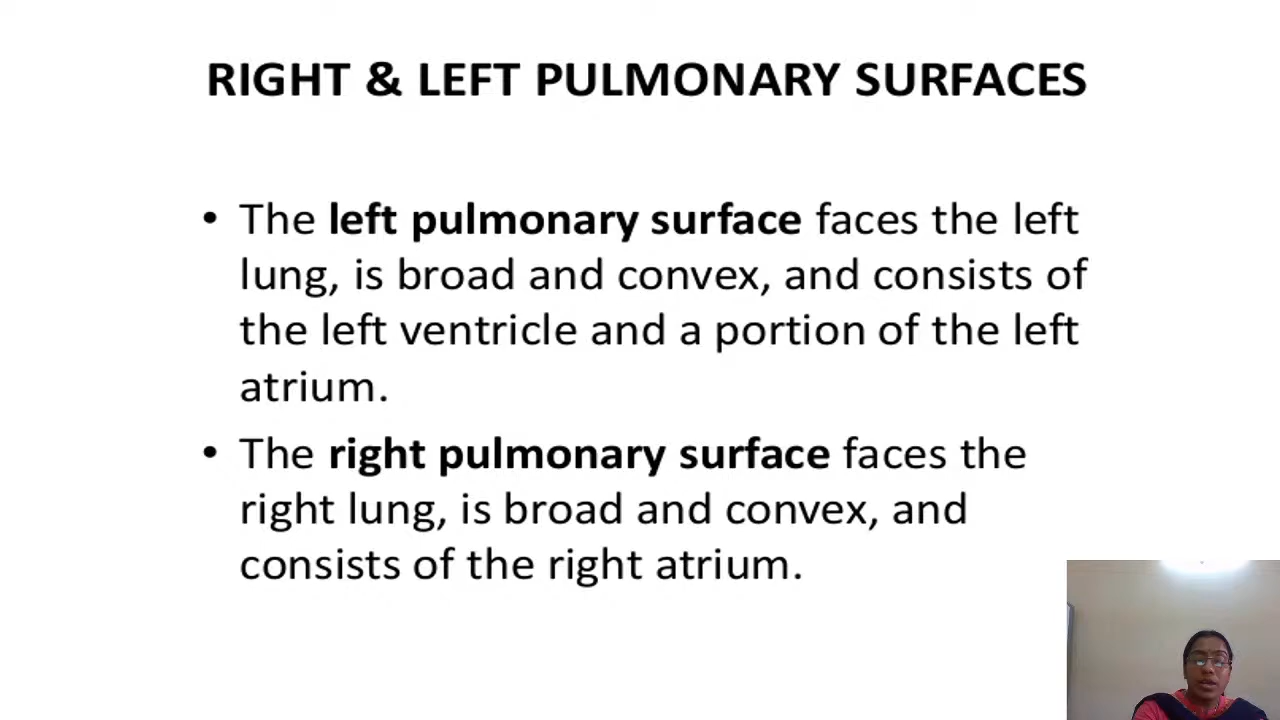 RIGHT & LEFT PULMONARY SURFACES
• The left pulmonary surface faces the left
lung, is broad and convex, and consists of
the left ventricle and a portion of the left
atrium.
• The right pulmonary surface faces the
right lung, is broad and convex, and
consists of the right atrium.